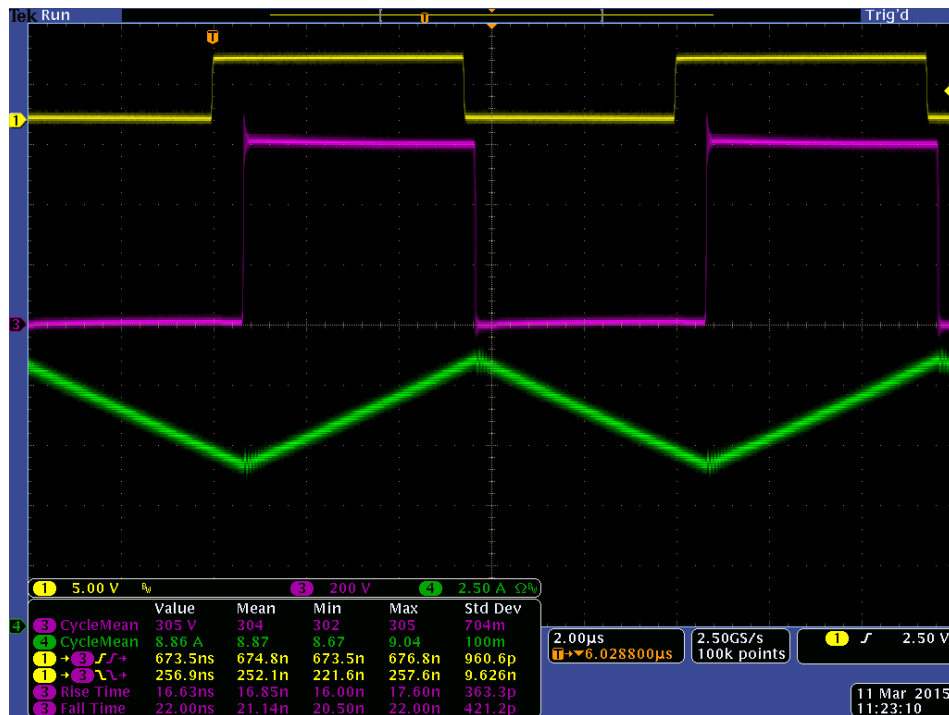 Tek Run Trig'd
T
T
1
3
4
1 5.00 V BW 3 200 V 4 2.50 A ΩBW
Value Mean Min Max Std Dev
3 CycleMean 305 V 304 302 305 704m
4 CycleMean 8.86 A 8.87 8.67 9.04 100m
1 → 3 673.5ns 674.8n 673.5n 676.8n 960.6p
1 → 3 256.9ns 252.1n 221.6n 257.6n 9.626n
3 Rise Time 16.63ns 16.85n 16.00n 17.60n 363.3p
3 Fall Time 22.00ns 21.14n 20.50n 22.00n 421.2p
2.00µs
T→▼6.028800µs
2.50GS/s
100k points
1 2.50 V
11 Mar 2015
11:23:10